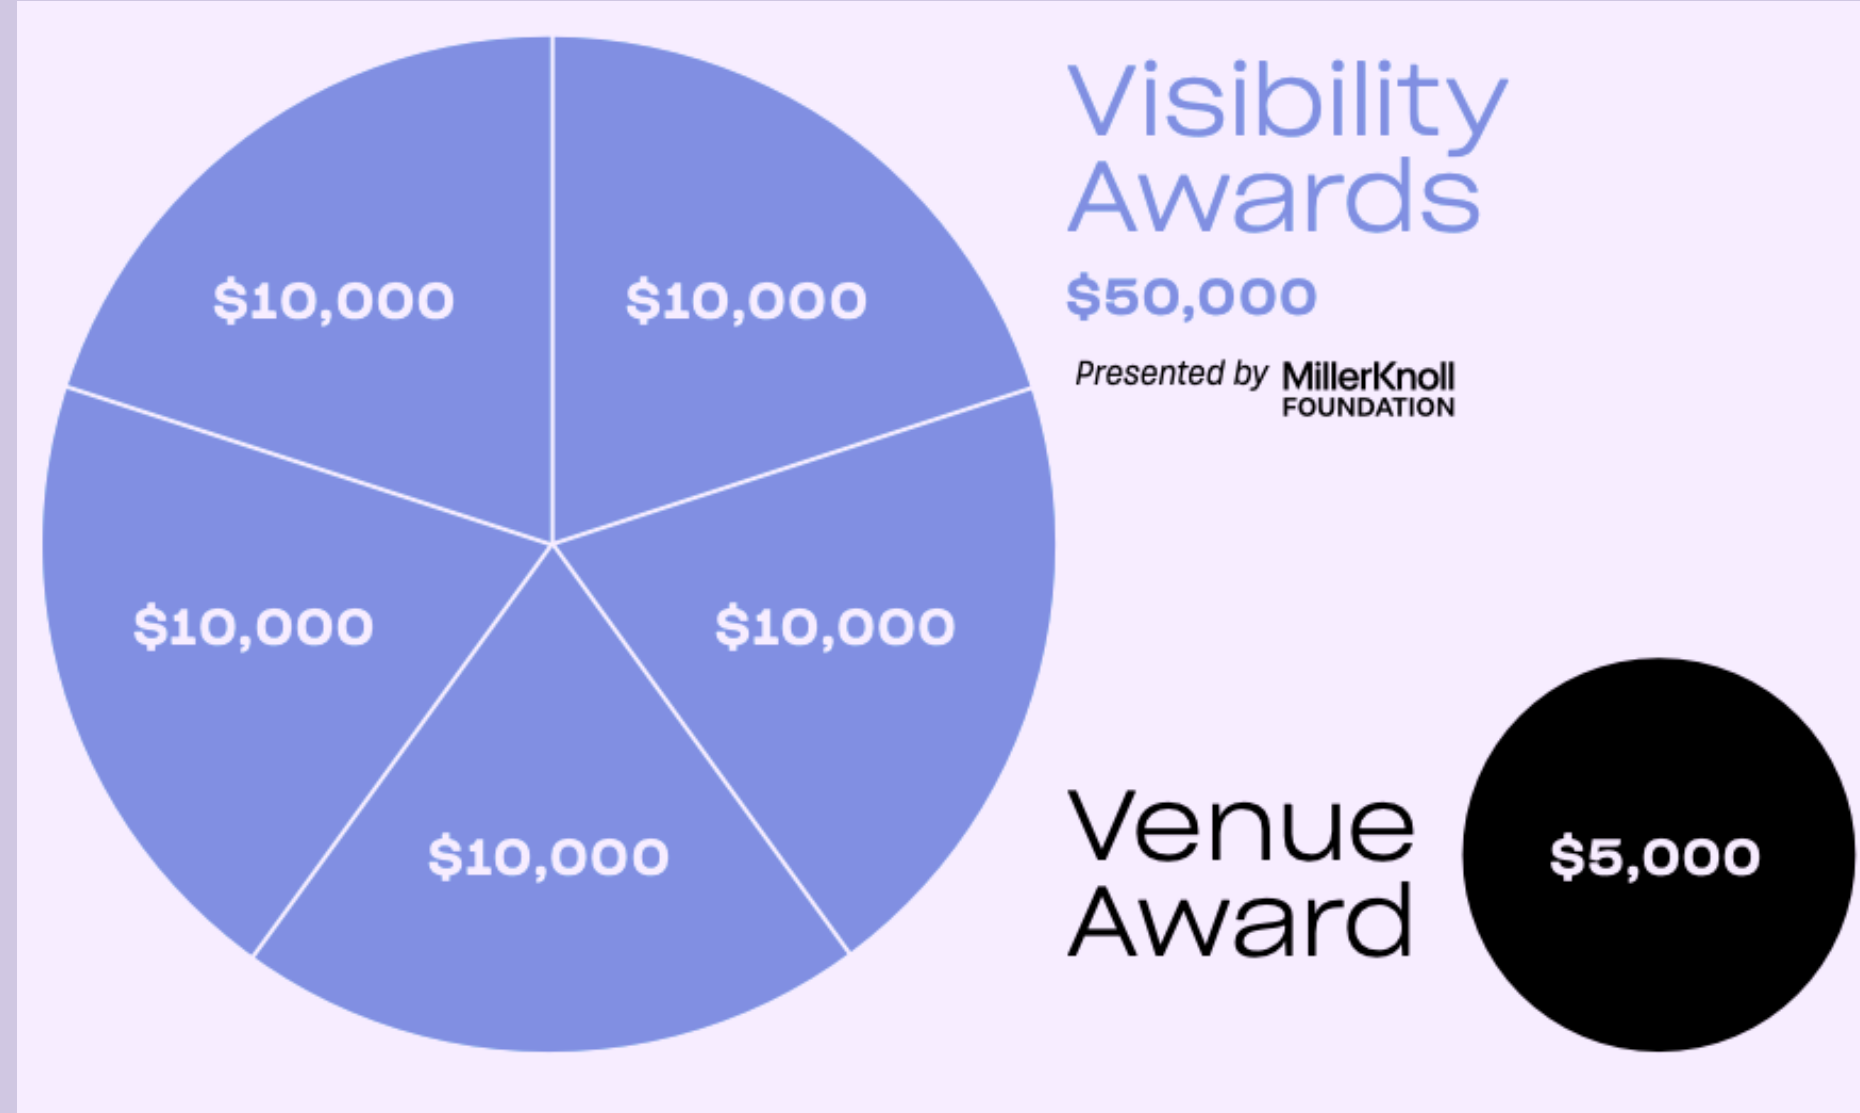 $10,000
$10,000
$10,000
$10,000
$10,000
Visibility
Awards
$50,000
Presented by MillerKnoll
FOUNDATION
Venue
Award
$5,000